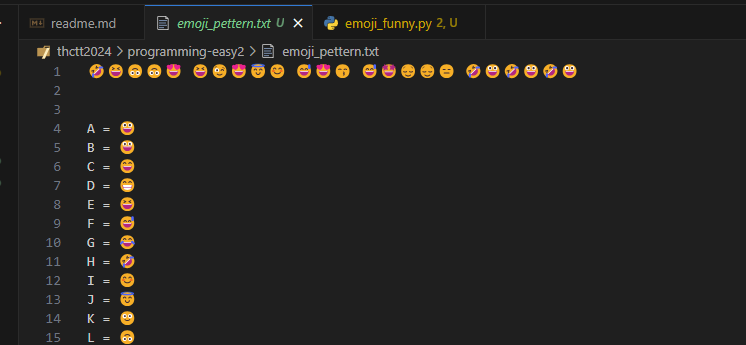 readme.md emoji_pettern.txt U × emoji_funny.py 2, U
thctt2024 > programming-easy2 > emoji_pettern.txt
1 🤣😆🙃🙃🤩 😆😉🤩😇😊 😅🤩😙 😅🤩😔😔😑 🤣😀🤣😀🤣😀
2
3
4 A = 😀
5 B = 😃
6 C = 😄
7 D = 😁
8 E = 😆
9 F = 😅
10 G = 😂
11 H = 🤣
12 I = 😊
13 J = 😇
14 K = 🙂
15 L = 🙃